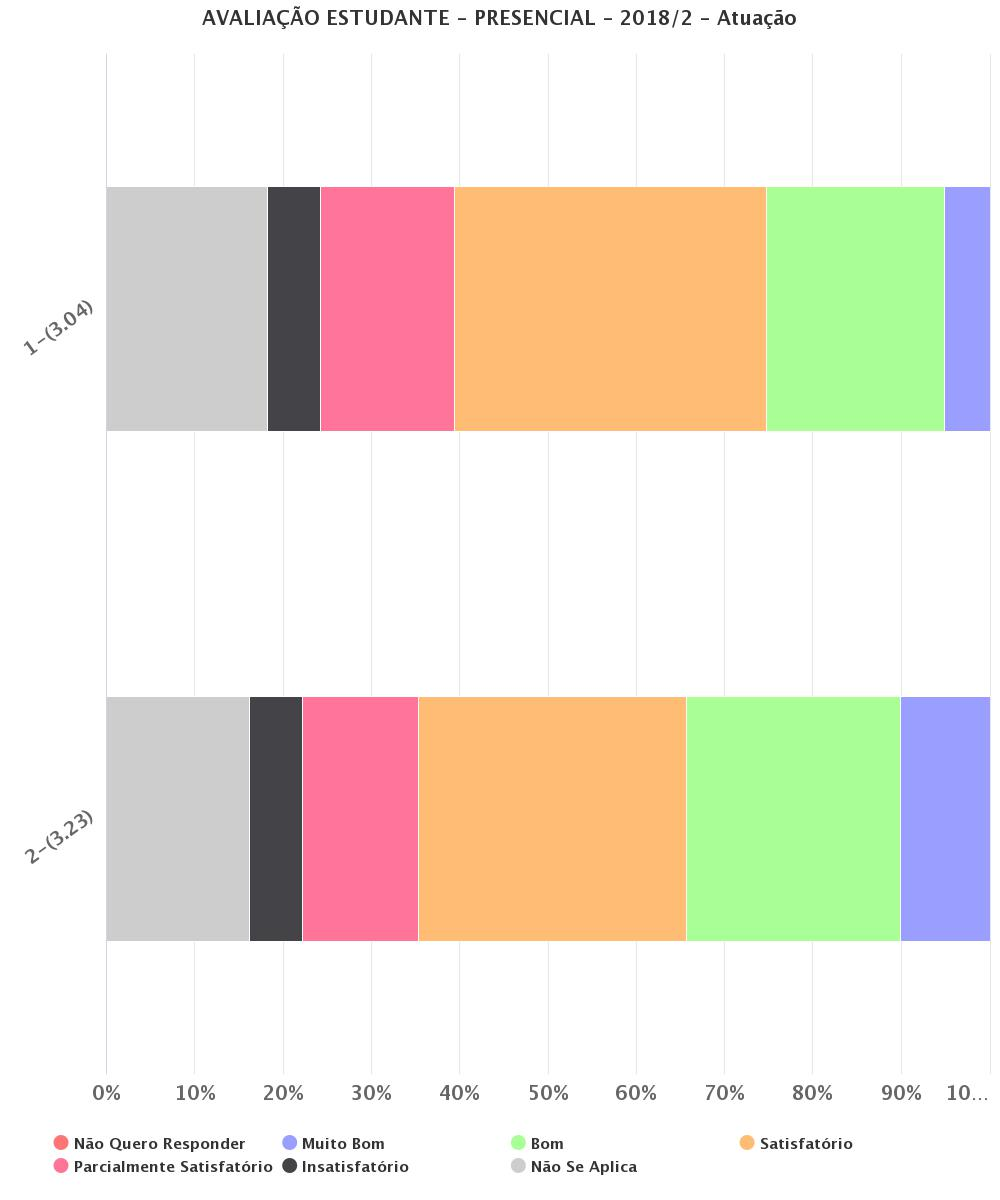 AVALIAÇÃO ESTUDANTE - PRESENCIAL - 2018/2 - Atuação
1-(3.04)
2-(3.23)
0% 10% 20% 30% 40% 50% 60% 70% 80% 90% 10...
Não Quero Responder Muito Bom Bom Satisfatório
Parcialmente Satisfatório Insatisfatório Não Se Aplica